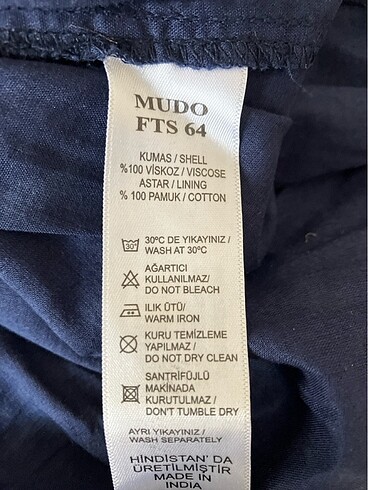 MUDO
FTS 64
KUMAS / SHELL
%100 VİSKOZ / VISCOSE
ASTAR / LINING
% 100 PAMUK / COTTON
30°
30°C DE YIKAYINIZ /
WASH AT 30°C
AĞARTICI
KULLANILMAZ/
DO NOT BLEACH
ILIK ÜTÜ/
WARM IRON
KURU TEMİZLEME
YAPILMAZ /
DO NOT DRY CLEAN
SANTRİFÜJLÜ
MAKİNADA
KURUTULMAZ /
DON'T TUMBLE DRY
AYRI YIKAYINIZ /
WASH SEPARATELY
HİNDİSTAN' DA
ÜRETİLMİŞTİR
MADE IN
INDIA